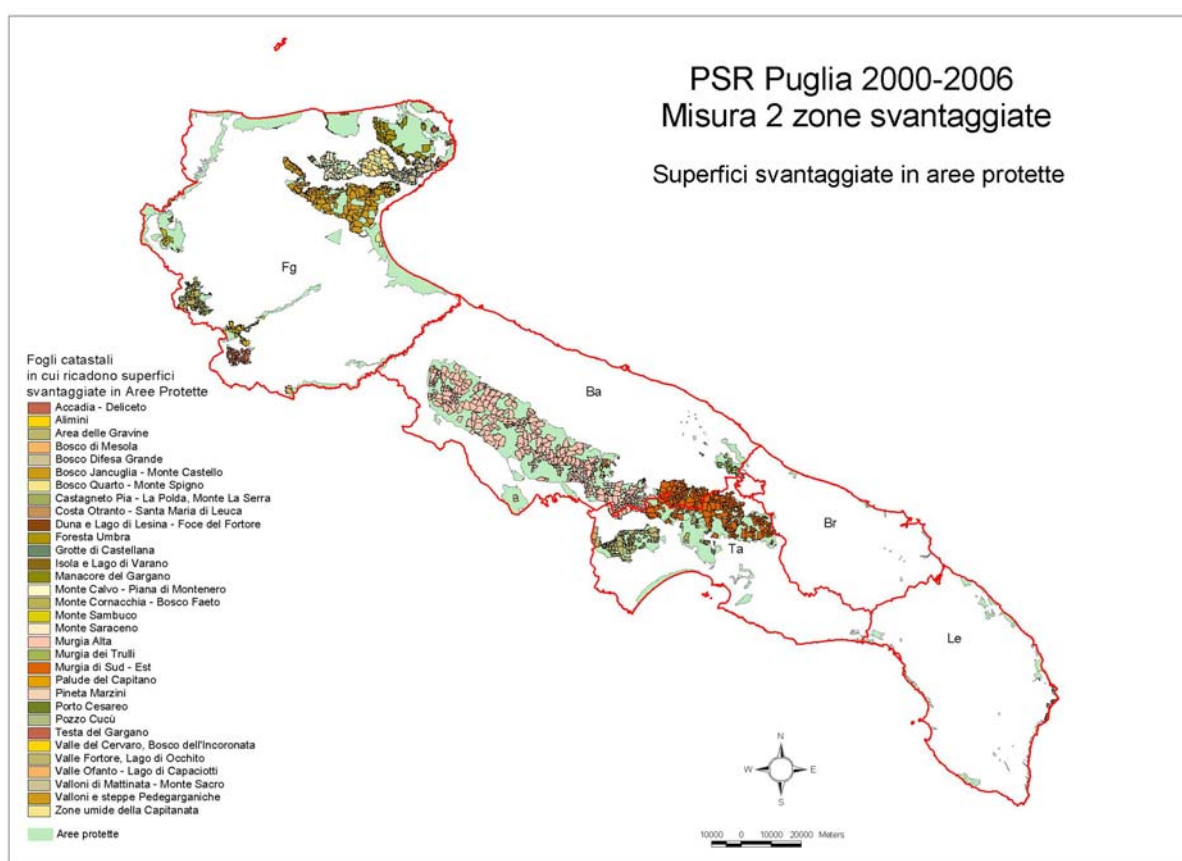 PSR Puglia 2000-2006
Misura 2 zone svantaggiate
Superfici svantaggiate in aree protette
Fg
Ba
a
Br
Ta
Le
Fogli catastali
in cui ricadono superfici
svantaggiate in Aree Protette
Accadia - Deliceto
Alimini
Area delle Gravine
Bosco di Mesola
Bosco Difesa Grande
Bosco Jancuglia - Monte Castello
Bosco Quarto - Monte Spigno
Castagneto Pia - La Polda, Monte La Serra
Costa Otranto - Santa Maria di Leuca
Duna e Lago di Lesina - Foce del Fortore
Foresta Umbra
Grotte di Castellana
Isola e Lago di Varano
Manacore del Gargano
Monte Calvo - Piana di Montenero
Monte Cornacchia - Bosco Faeto
Monte Sambuco
Monte Saraceno
Murgia Alta
Murgia dei Trulli
Murgia di Sud - Est
Palude del Capitano
Pineta Marzini
Porto Cesareo
Pozzo Cucù
Testa del Gargano
Valle del Cervaro, Bosco dell'Incoronata
Valle Fortore, Lago di Occhito
Valle Ofanto - Lago di Capaciotti
Valloni di Mattinata - Monte Sacro
Valloni e steppe Pedegarganiche
Zone umide della Capitanata
Aree protette
N
W E
S
10000 0 10000 20000 Meters